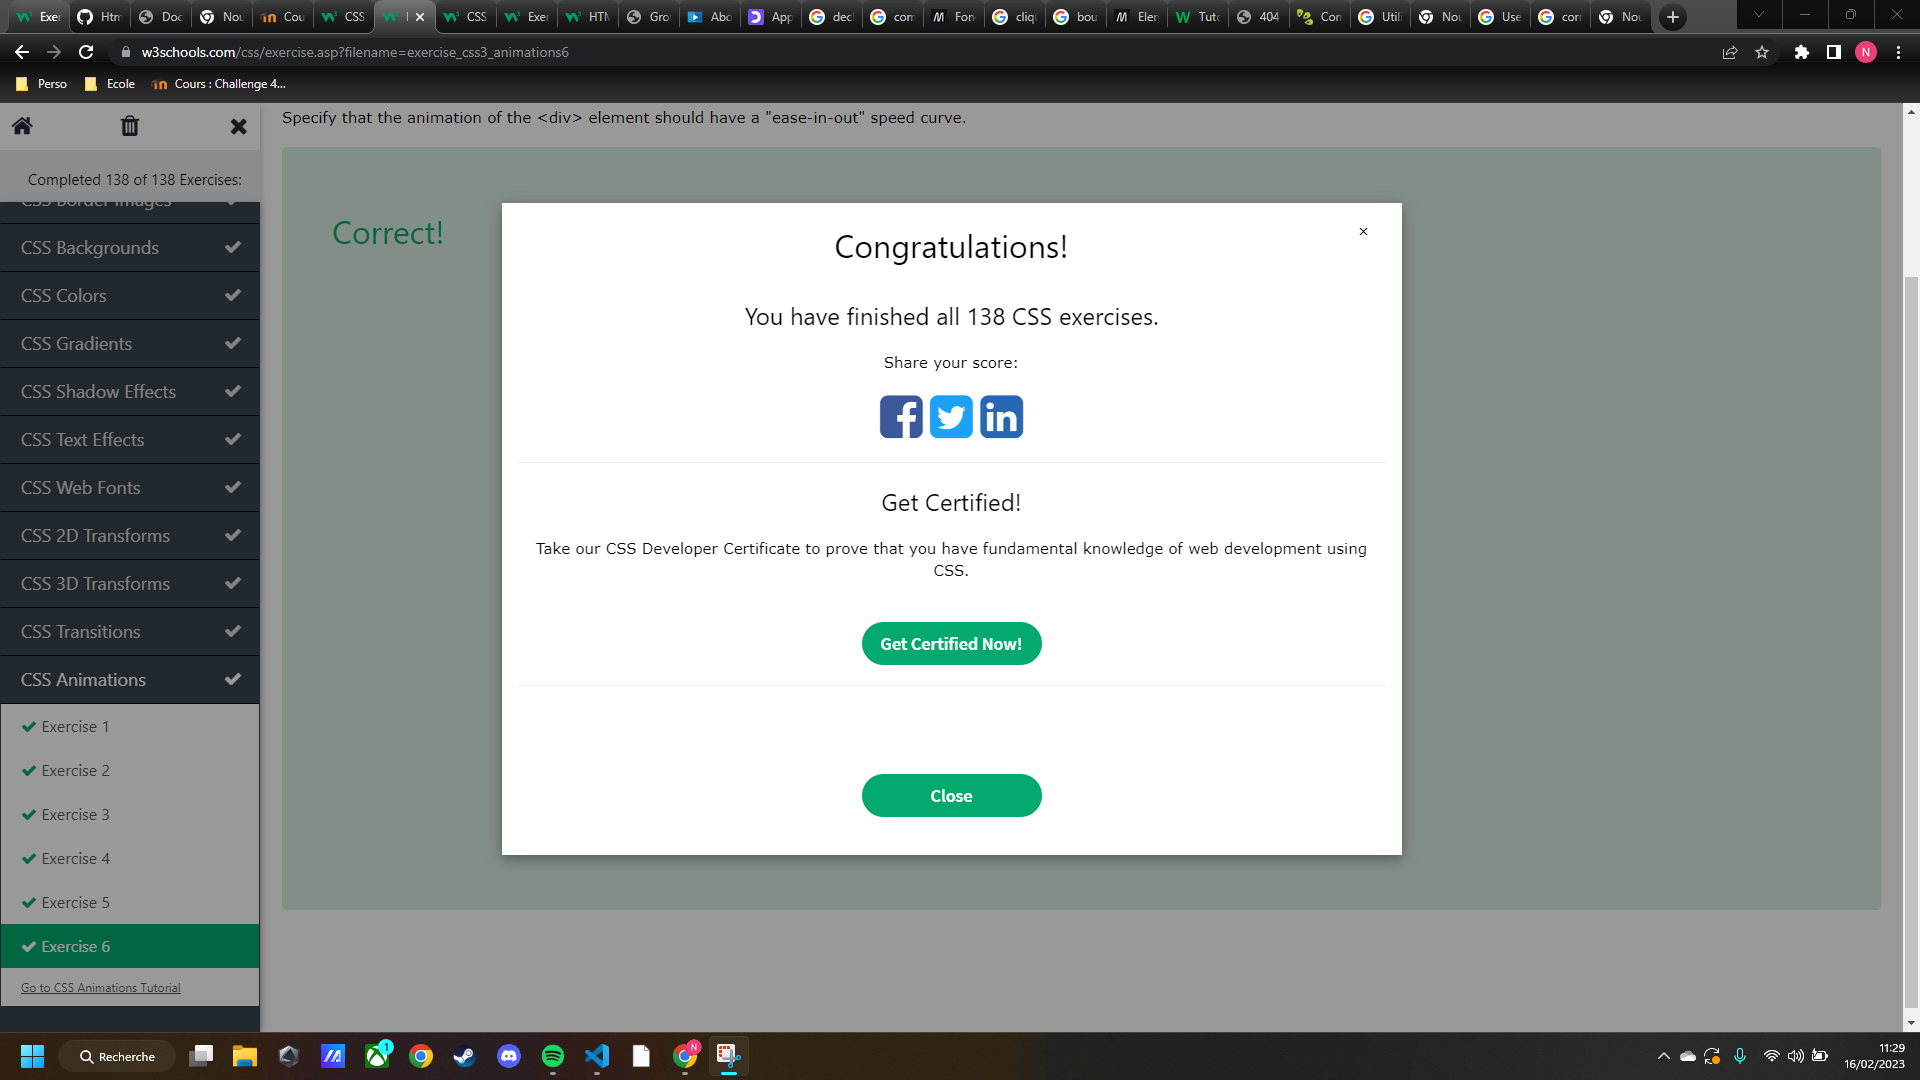 Exer
Htm
Doc
Nou
Cou
CSS
CSS
Exer
HTM
Gro
Abc
App
decl
com
Fon
cliq
bou
Elen
Tuto
404
Con
Utili
Nou
Use
corr
Nou
w3schools.com/css/exercise.asp?filename=exercise_css3_animations6
N
Perso
Ecole
Cours : Challenge 4...
Specify that the animation of the <div> element should have a "ease-in-out" speed curve.
Completed 138 of 138 Exercises:
CSS Border Images
CSS Backgrounds
CSS Colors
CSS Gradients
CSS Shadow Effects
CSS Text Effects
CSS Web Fonts
CSS 2D Transforms
CSS 3D Transforms
CSS Transitions
CSS Animations
Exercise 1
Exercise 2
Exercise 3
Exercise 4
Exercise 5
Exercise 6
Go to CSS Animations Tutorial
Correct!
×
Congratulations!
You have finished all 138 CSS exercises.
Share your score:
Get Certified!
Take our CSS Developer Certificate to prove that you have fundamental knowledge of web development using
CSS.
Get Certified Now!
Close
Recherche
1
N
11:29
16/02/2023